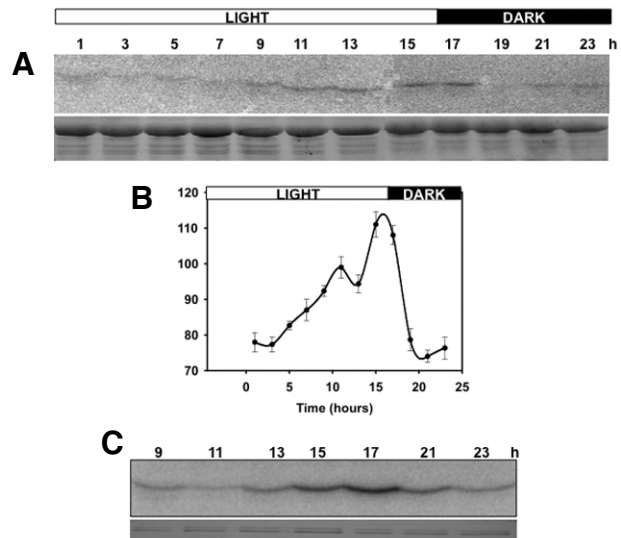 LIGHT DARK
1 3 5 7 9 11 13 15 17 19 21 23 h
A
B
120 LIGHT DARK
110
100
90
80
70
0 5 10 15 20 25
Time (hours)
C
9 11 13 15 17 21 23 h